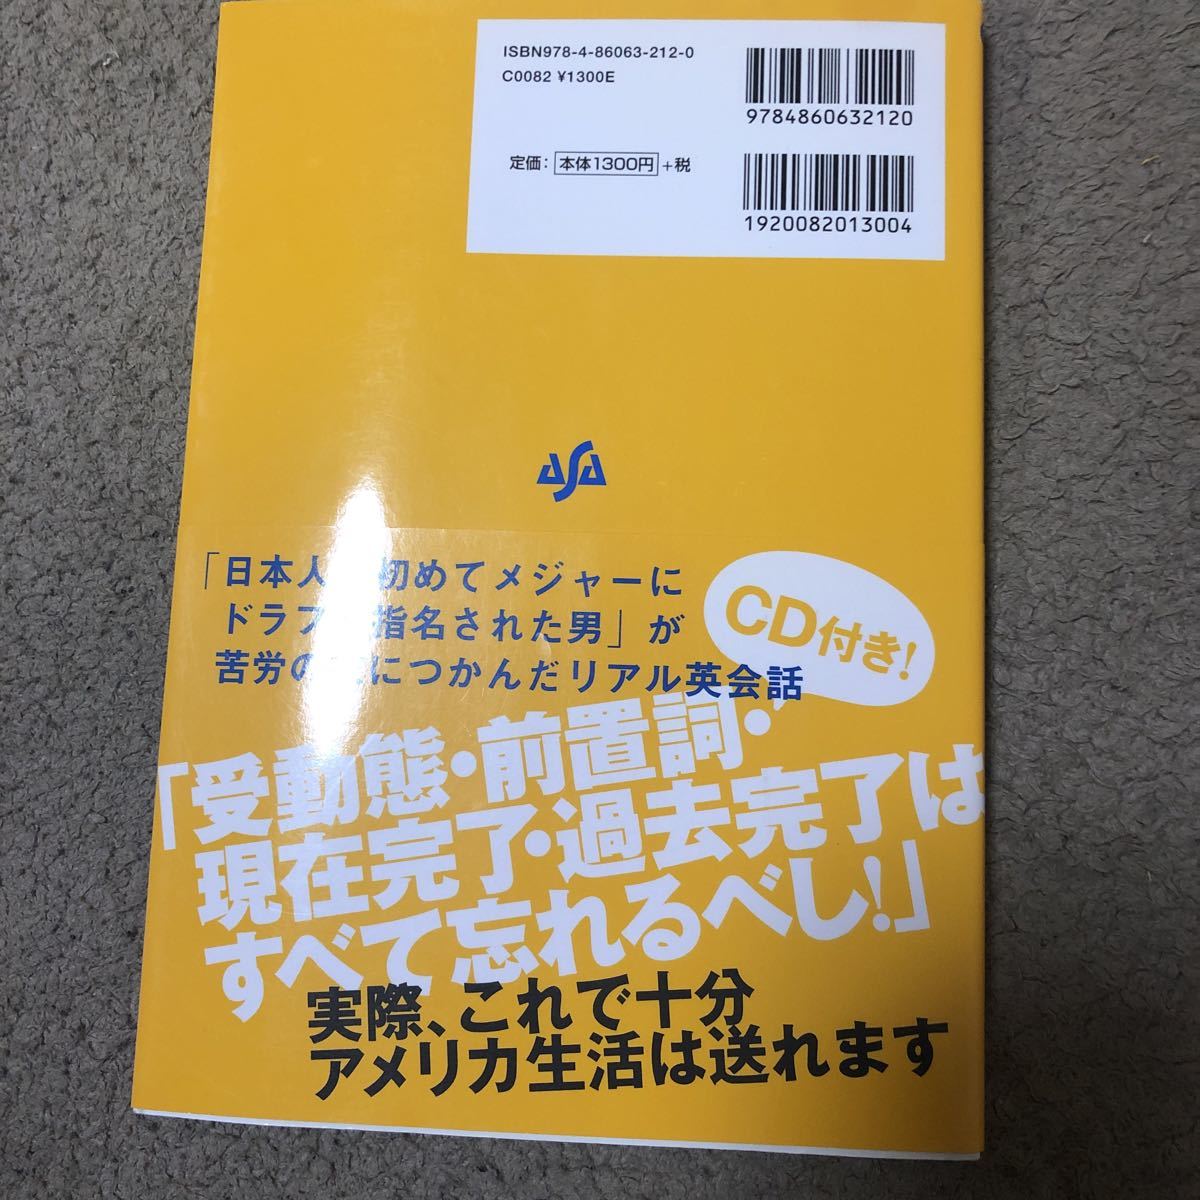 ISBN978-4-86063-212-0
C0082 ¥1300E
9784860632120
定価： 本体1300円 +税
1920082013004
ASA
「日本人 初めてメジャーに
ドラフ 指名された男」が
苦労の につかんだリアル英会話
CD付き!
「受動態・前置詞・
現在完了・過去完了は
すべて忘れるべし!」
実際、これで十分
アメリカ生活は送れます